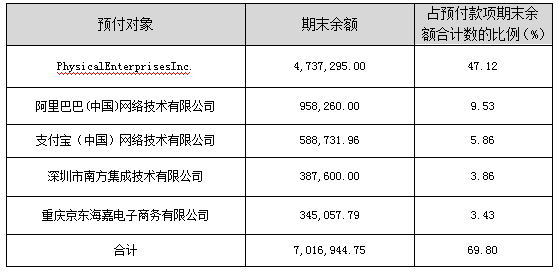 预付对象 期末余额 占预付款项期末余
额合计数的比例(%)
PhysicalEnterprisesInc. 4,737,295.00 47.12
阿里巴巴(中国)网络技术有限公司 958,260.00 9.53
支付宝（中国）网络技术有限公司 588,731.96 5.86
深圳市南方集成技术有限公司 387,600.00 3.86
重庆京东海嘉电子商务有限公司 345,057.79 3.43
合计 7,016,944.75 69.80